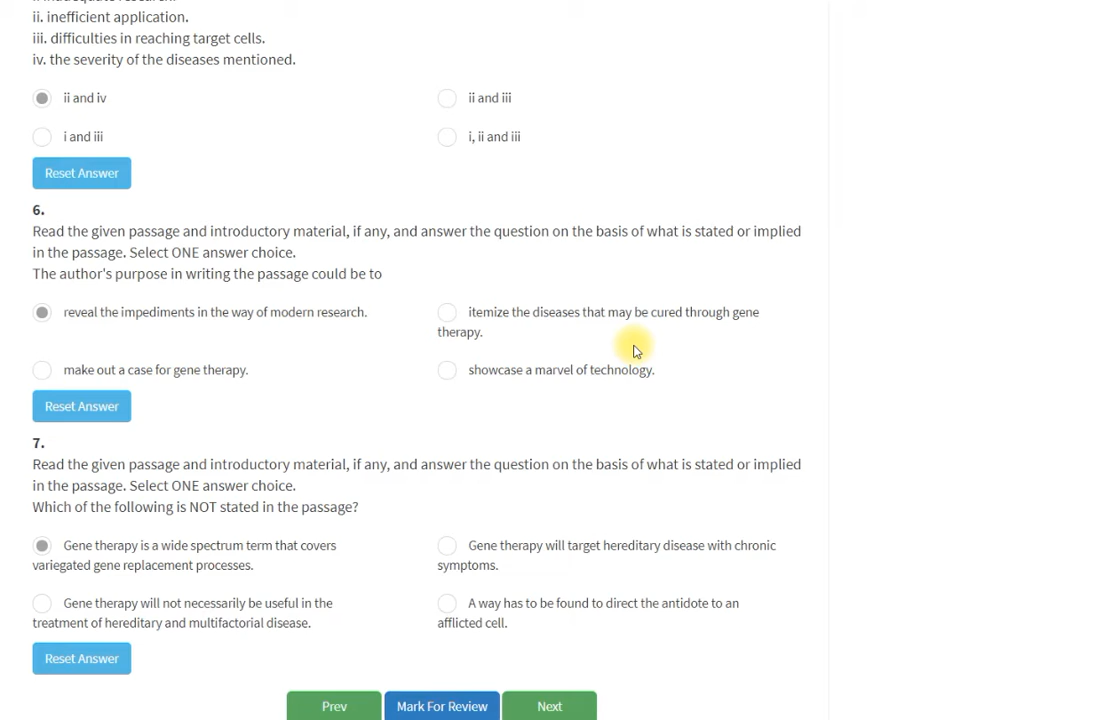 ii. inefficient application.
iii. difficulties in reaching target cells.
iv. the severity of the diseases mentioned.
ii and iv
ii and iii
i and iii
i, ii and iii
Reset Answer
6.
Read the given passage and introductory material, if any, and answer the question on the basis of what is stated or implied
in the passage. Select ONE answer choice.
The author's purpose in writing the passage could be to
reveal the impediments in the way of modern research.
itemize the diseases that may be cured through gene
therapy.
make out a case for gene therapy.
showcase a marvel of technology.
Reset Answer
7.
Read the given passage and introductory material, if any, and answer the question on the basis of what is stated or implied
in the passage. Select ONE answer choice.
Which of the following is NOT stated in the passage?
Gene therapy is a wide spectrum term that covers
variegated gene replacement processes.
Gene therapy will target hereditary disease with chronic
symptoms.
Gene therapy will not necessarily be useful in the
treatment of hereditary and multifactorial disease.
A way has to be found to direct the antidote to an
afflicted cell.
Reset Answer
Prev
Mark For Review
Next